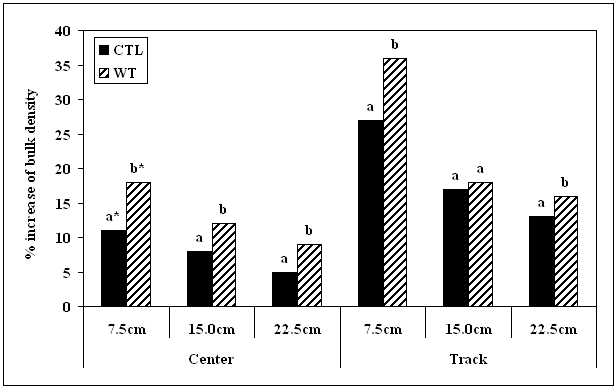 40
35
30
25
20
15
10
5
0
% increase of bulk density
CTL
WT
a* b* a b a b a b a a a b
7.5cm 15.0cm 22.5cm 7.5cm 15.0cm 22.5cm
Center Track